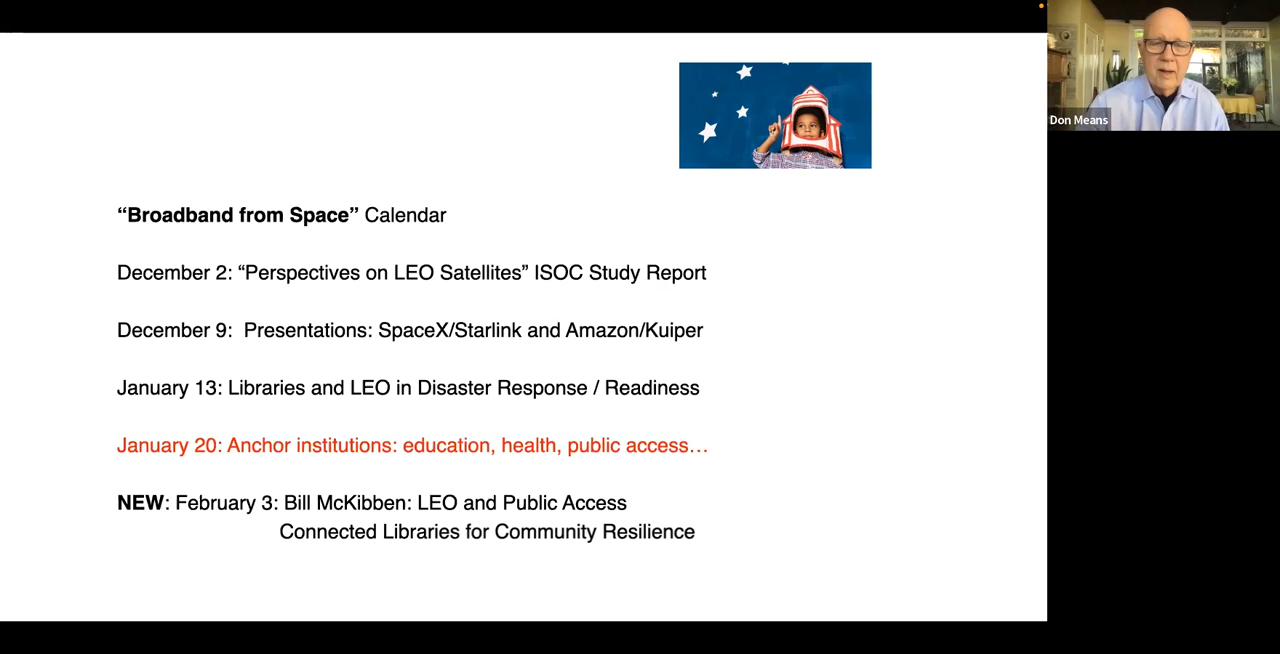 Don Means
“Broadband from Space” Calendar
December 2: “Perspectives on LEO Satellites” ISOC Study Report
December 9: Presentations: SpaceX/Starlink and Amazon/Kuiper
January 13: Libraries and LEO in Disaster Response / Readiness
January 20: Anchor institutions: education, health, public access…
NEW: February 3: Bill McKibben: LEO and Public Access
Connected Libraries for Community Resilience